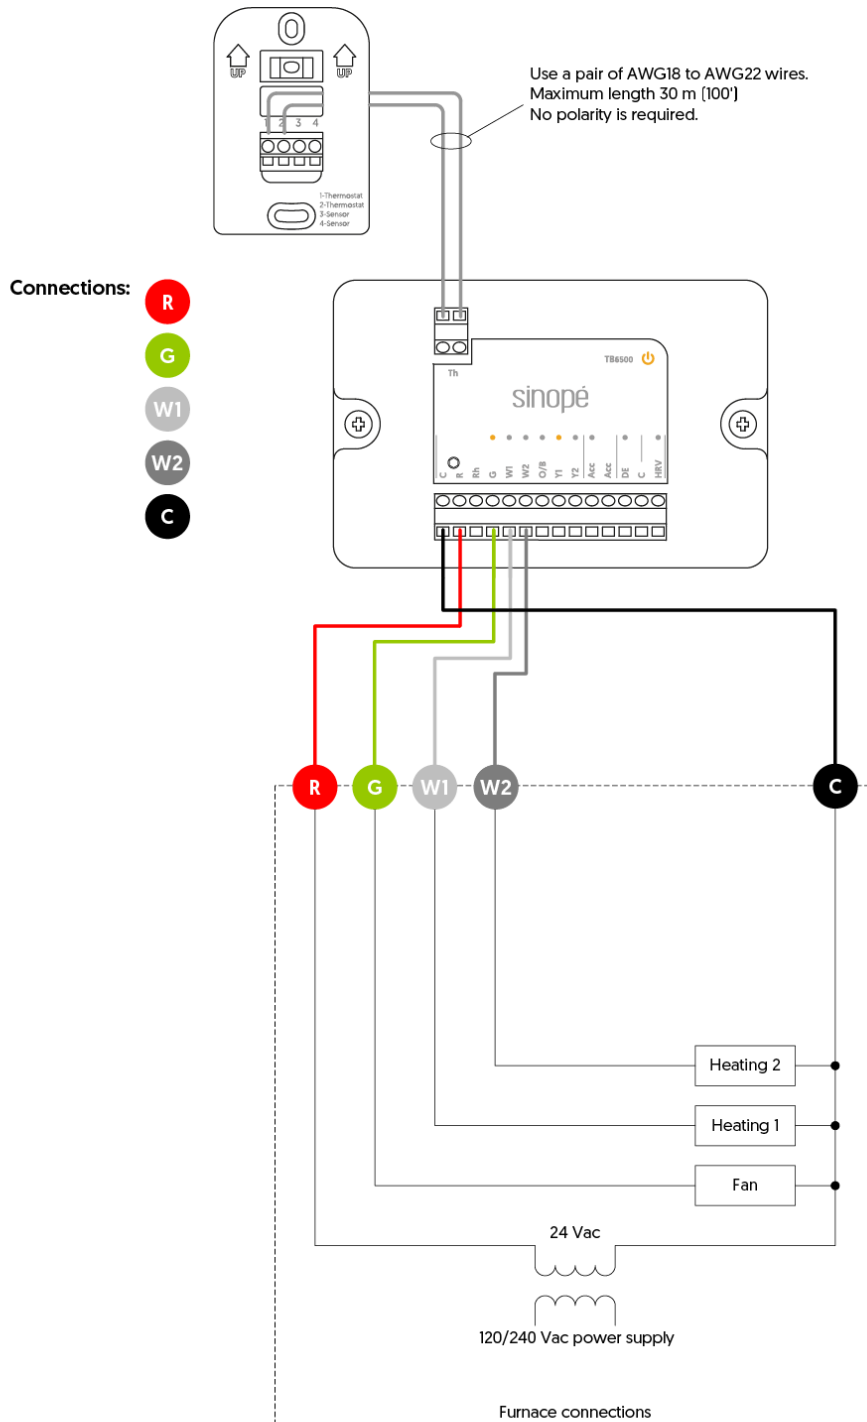 UP
UP
1 2 3 4
1-Thermostat
2-Thermostat
3-Sensor
4-Sensor
Use a pair of AWG18 to AWG22 wires.
Maximum length 30 m (100')
No polarity is required.
Connections:
R
G
W1
W2
C
Th
TB6500
sinopé
C
R
Rh
G
W1
W2
O/B
Y1
Y2
Acc
Acc
DE
C
HRV
R
G
W1
W2
C
Heating 2
Heating 1
Fan
24 Vac
120/240 Vac power supply
Furnace connections